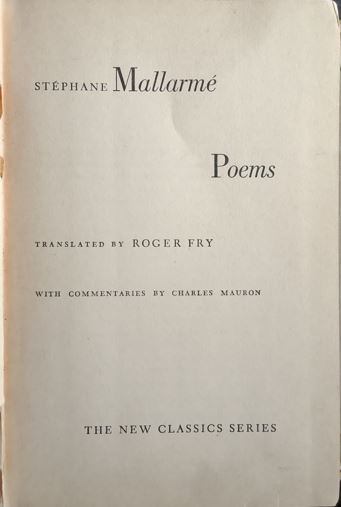 STÉPHANE Mallarmé
Poems
TRANSLATED BY ROGER FRY
WITH COMMENTARIES BY CHARLES MAURON
THE NEW CLASSICS SERIES